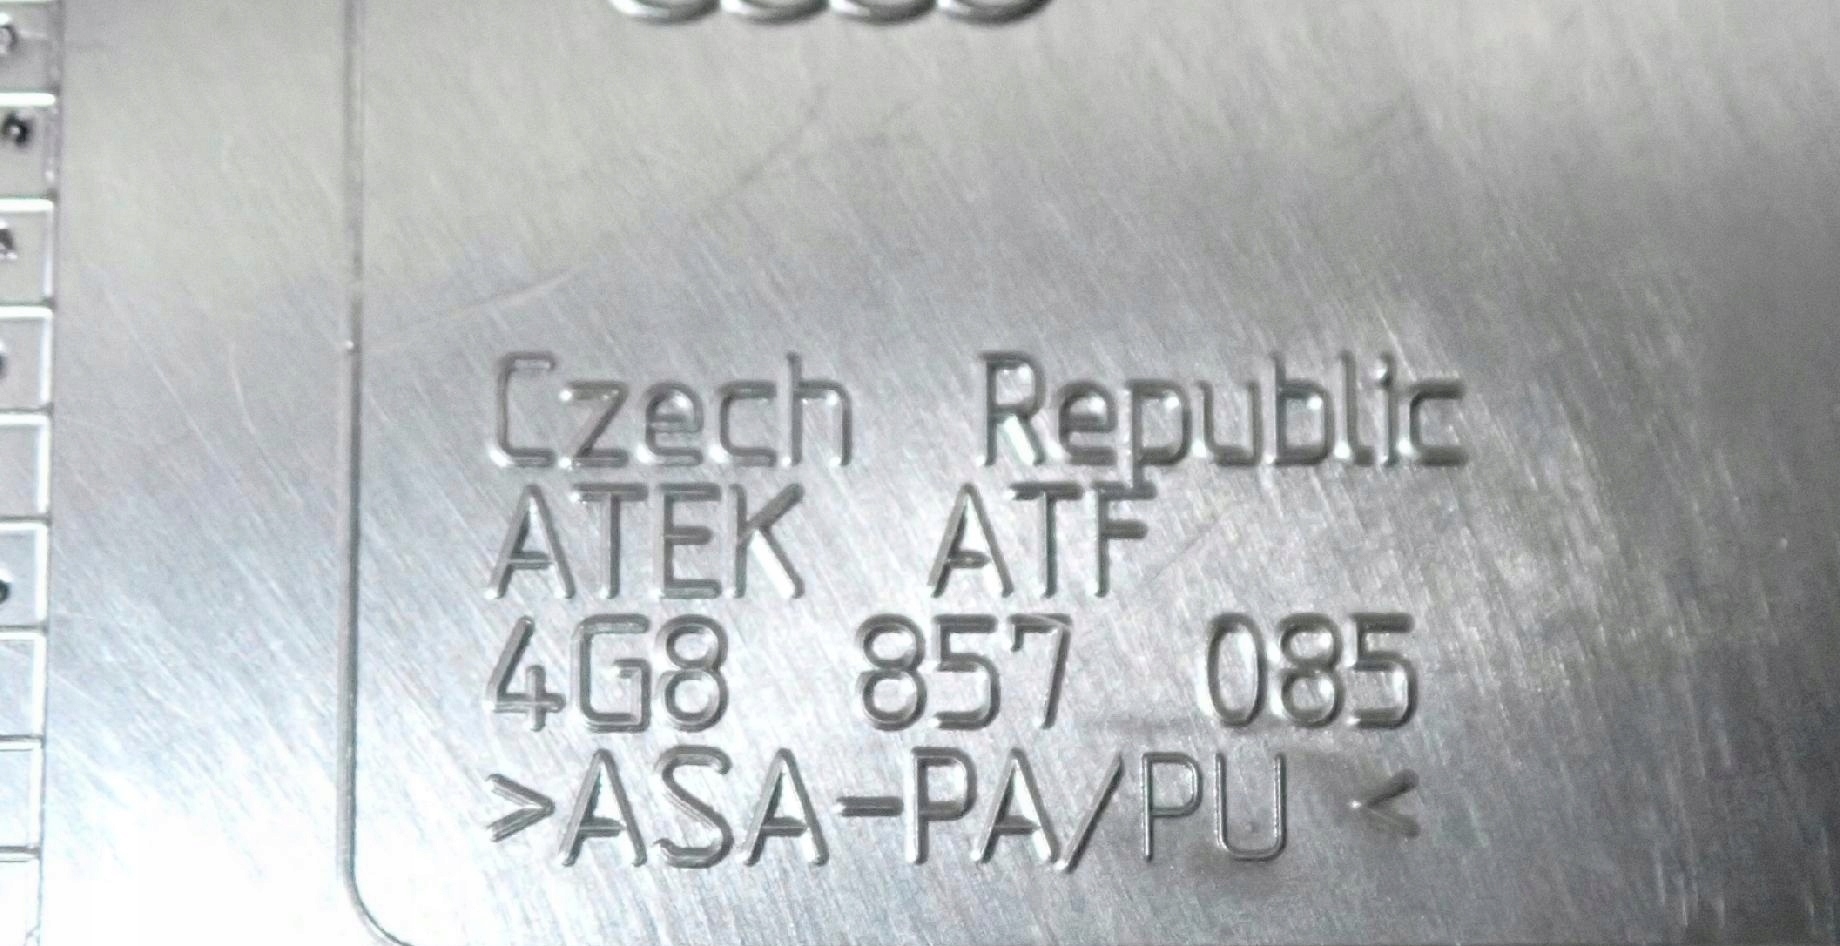 Czech Republic
ATEK ATF
4G8 857 085
>ASA-PA/PU <